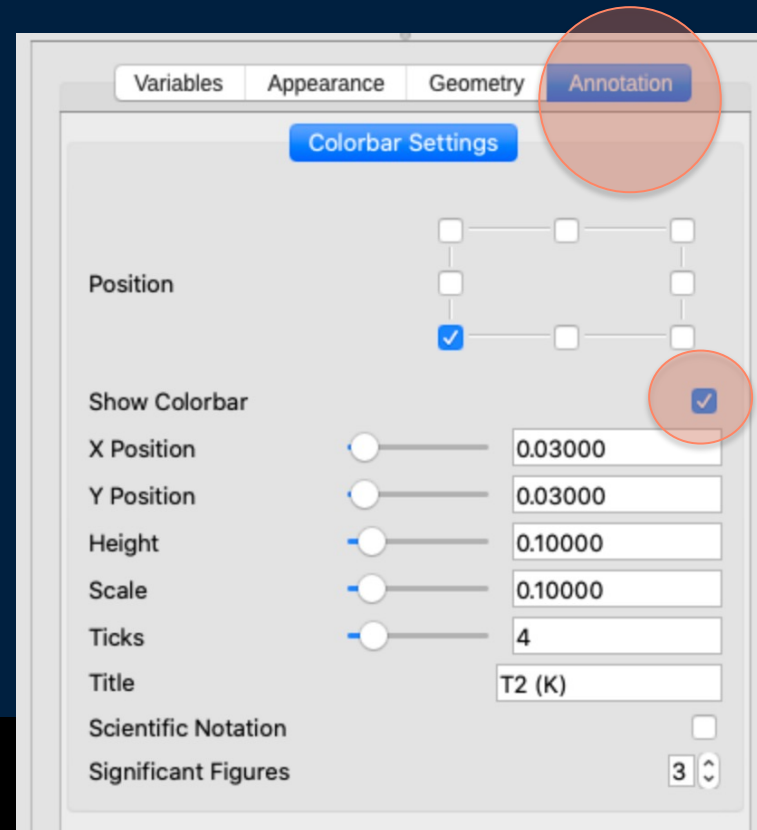 Variables Appearance Geometry Annotation
Colorbar Settings
Position
Show Colorbar
X Position 0.03000
Y Position 0.03000
Height 0.10000
Scale 0.10000
Ticks 4
Title T2 (K)
Scientific Notation
Significant Figures 3